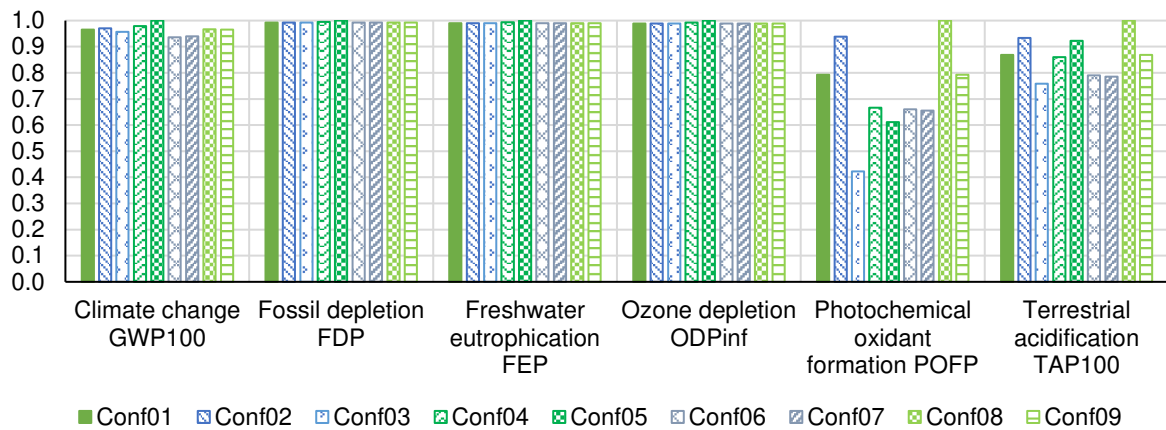 1.0
0.9
0.8
0.7
0.6
0.5
0.4
0.3
0.2
0.1
0.0
Climate change
GWP100
Fossil depletion
FDP
Freshwater
eutrophication
FEP
Ozone depletion
ODPinf
Photochemical
oxidant
formation POFP
Terrestrial
acidification
TAP100
Conf01 Conf02 Conf03 Conf04 Conf05 Conf06 Conf07 Conf08 Conf09